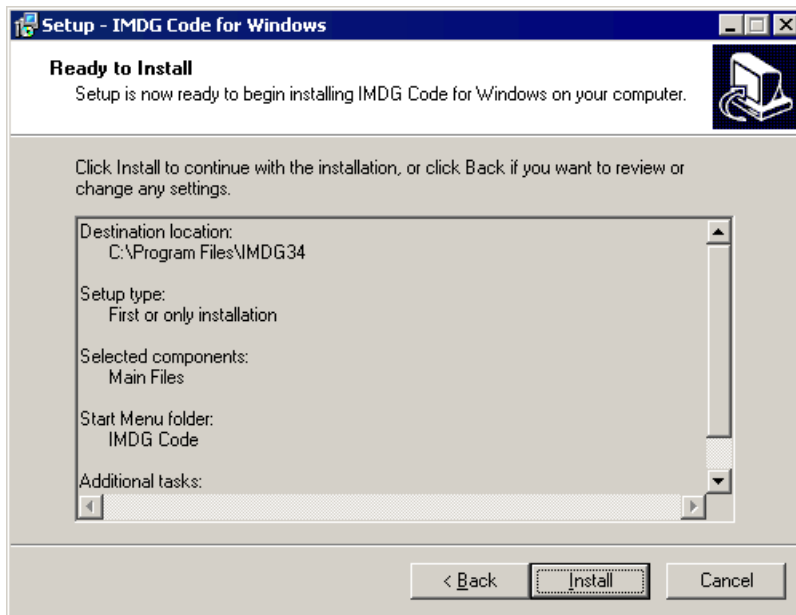 Setup - IMDG Code for Windows
Ready to Install
Setup is now ready to begin installing IMDG Code for Windows on your computer.
Click Install to continue with the installation, or click Back if you want to review or
change any settings.
Destination location:
C:\Program Files\IMDG34
Setup type:
First or only installation
Selected components:
Main Files
Start Menu folder:
IMDG Code
Additional tasks:
< Back
Install
Cancel